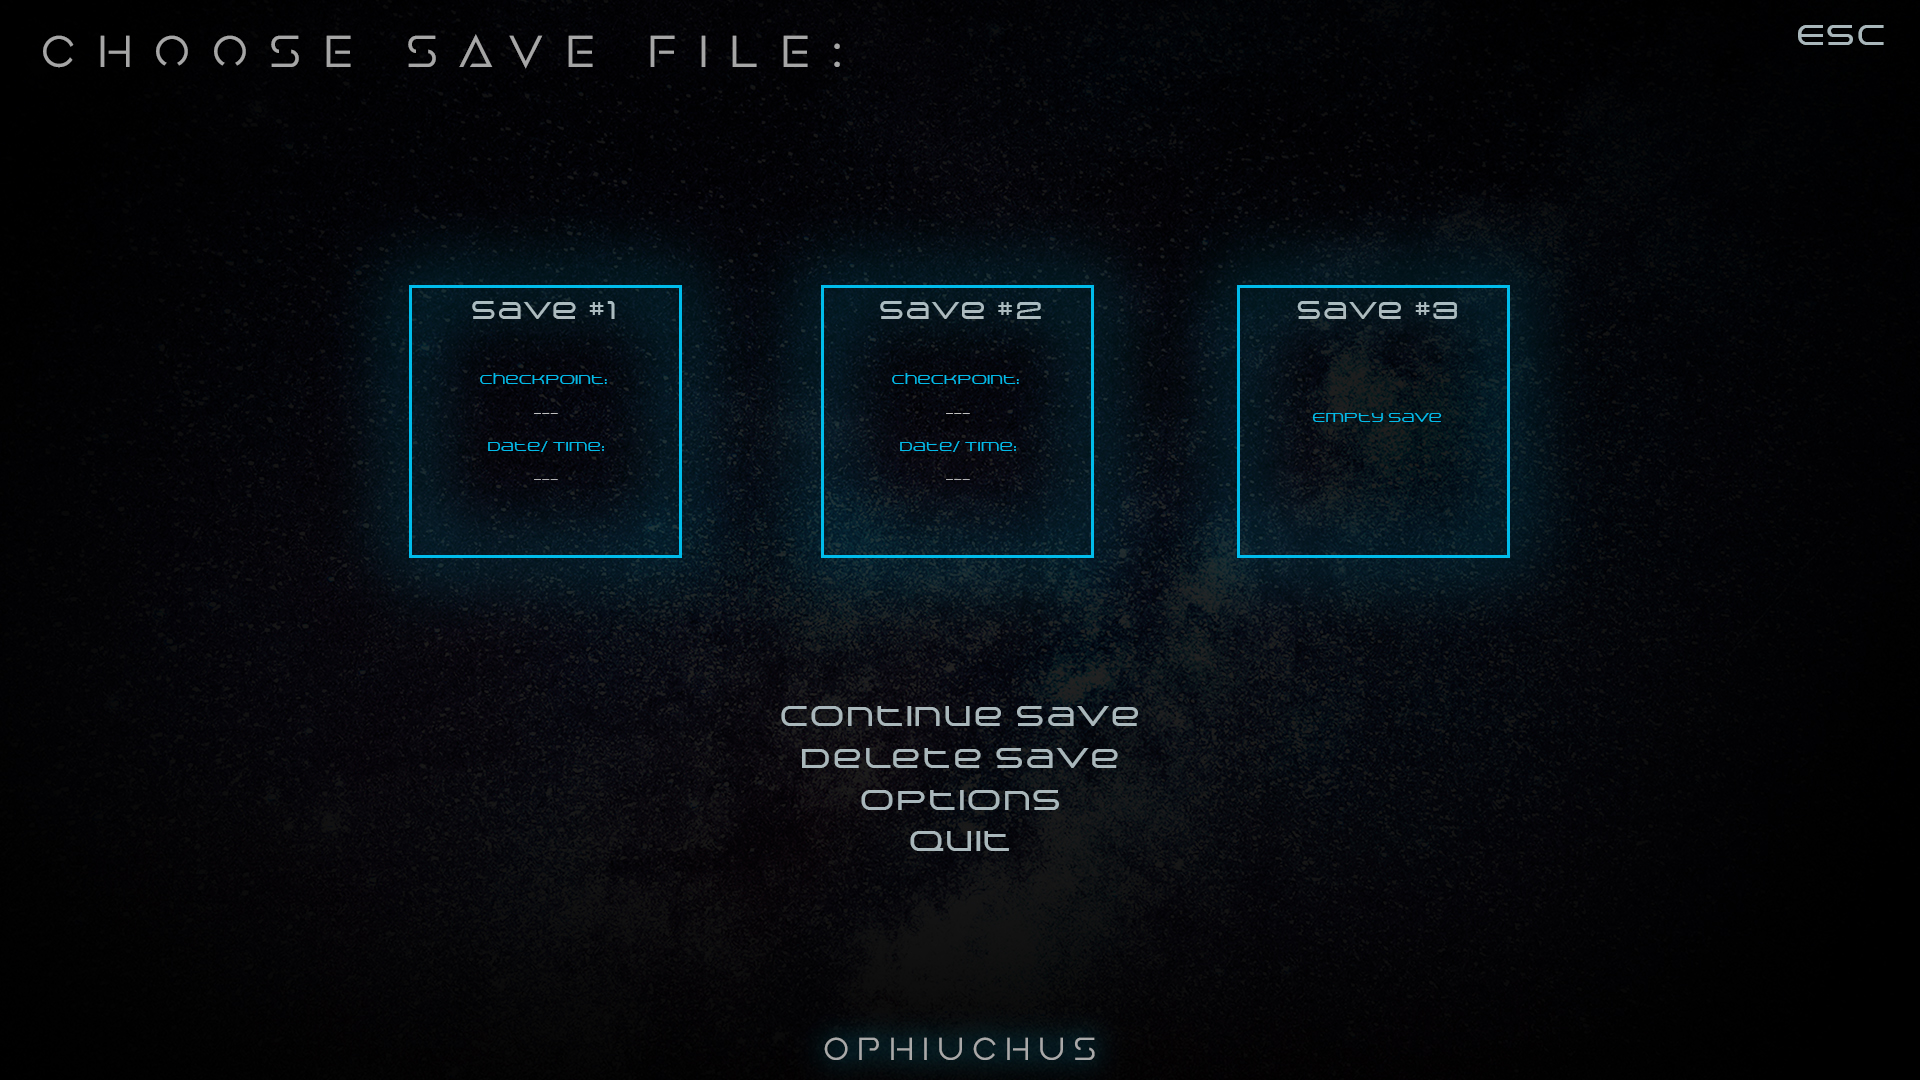 CHOOSE SAVE FILE:
ESC
Save #1
Checkpoint:
---
Date/ Time:
---
Save #2
Checkpoint:
---
Date/ Time:
---
Save #3
Empty Save
Continue Save
Delete Save
Options
Quit
OPHIUCHUS